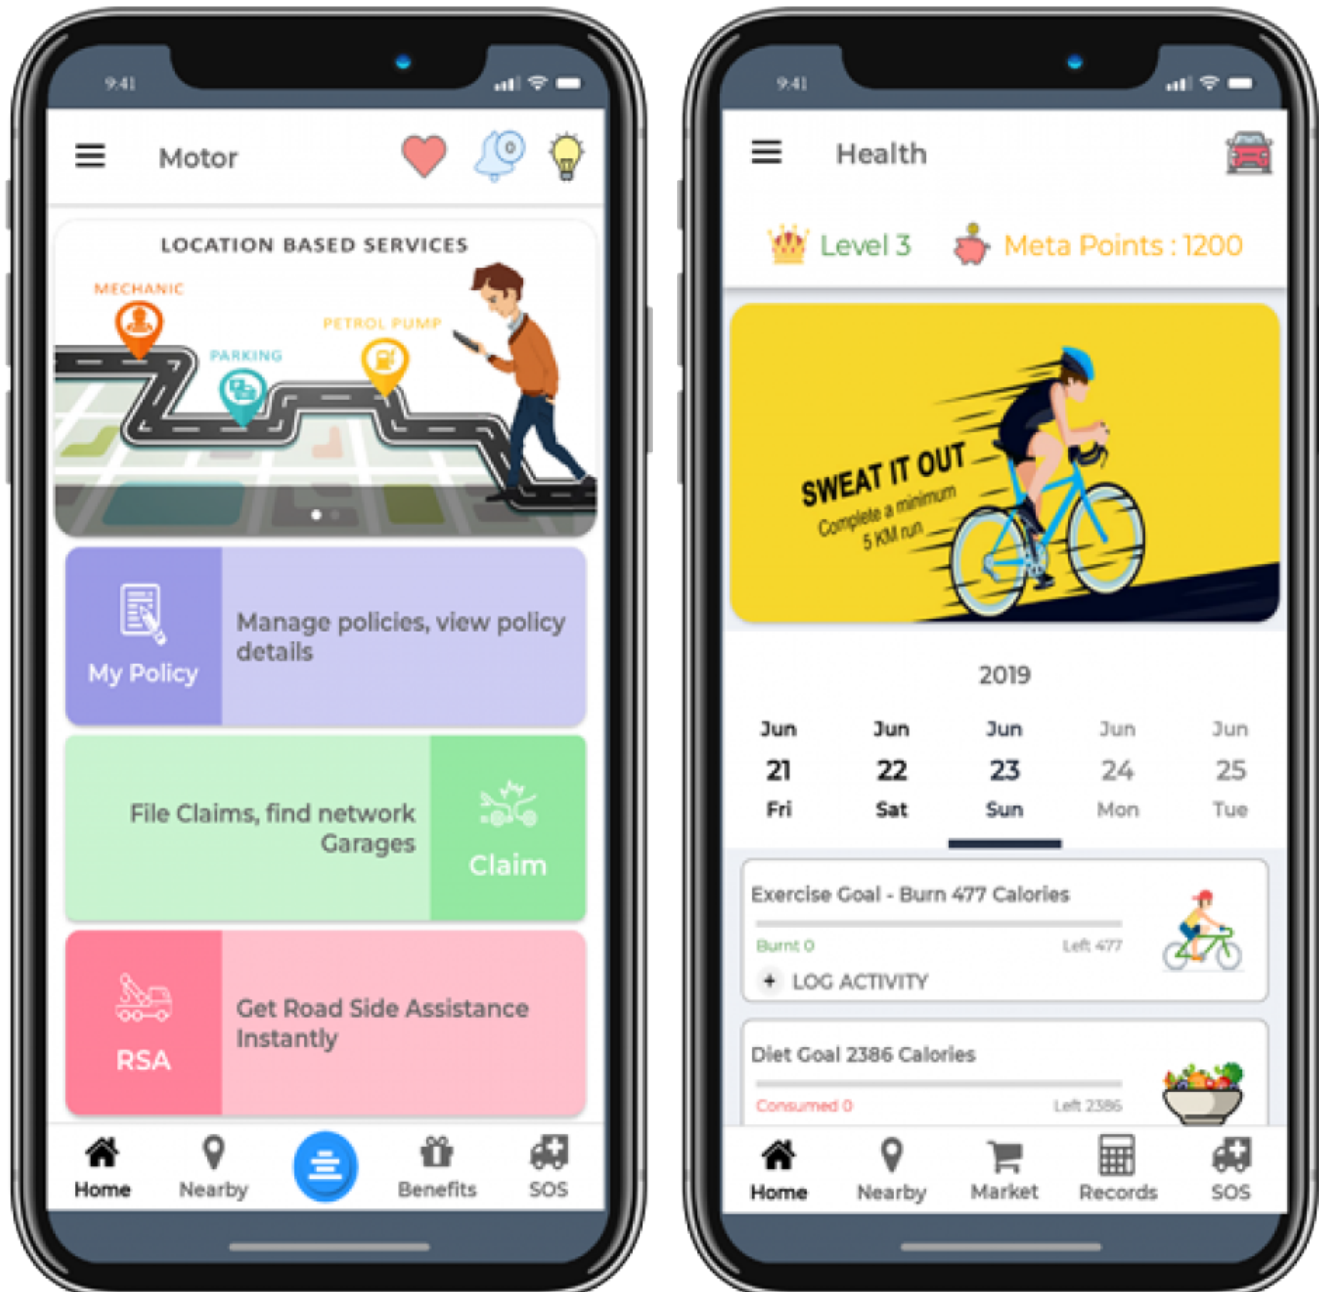 9:41
Motor
0
LOCATION BASED SERVICES
MECHANIC
PARKING
PETROL PUMP
My Policy
Manage policies, view policy
details
File Claims, find network
Garages
Claim
RSA
Get Road Side Assistance
Instantly
Home
Nearby
Benefits
SOS
9:41
Health
Level 3
Meta Points : 1200
SWEAT IT OUT
Complete a minimum
5 KM run
2019
Jun Jun Jun Jun Jun
21 22 23 24 25
Fri Sat Sun Mon Tue
Exercise Goal - Burn 477 Calories
Burnt 0 Left 477
+ LOG ACTIVITY
Diet Goal 2386 Calories
Consumed 0 Left 2386
Home
Nearby
Market
Records
SOS